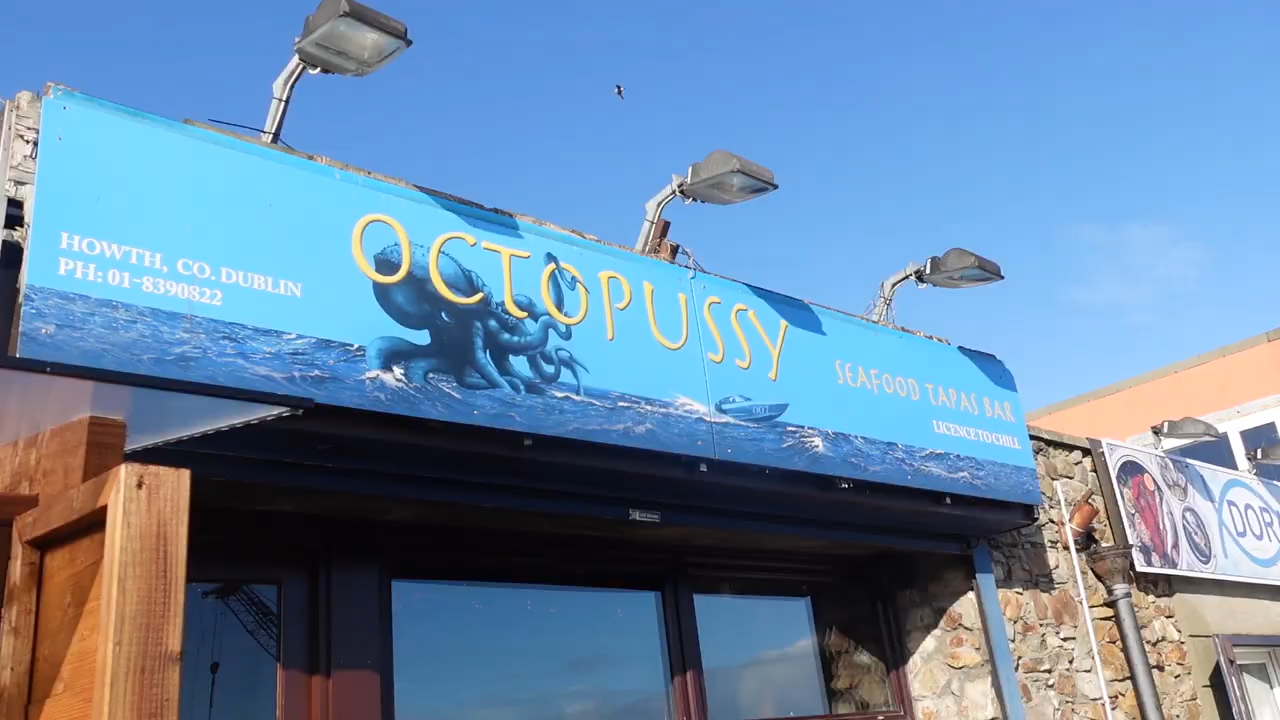 HOWTH, CO. DUBLIN
PH: 01-8390822
OCTOPUSSY
007
SEAFOOD TAPAS BAR
LICENCE TO CHILL
DOR